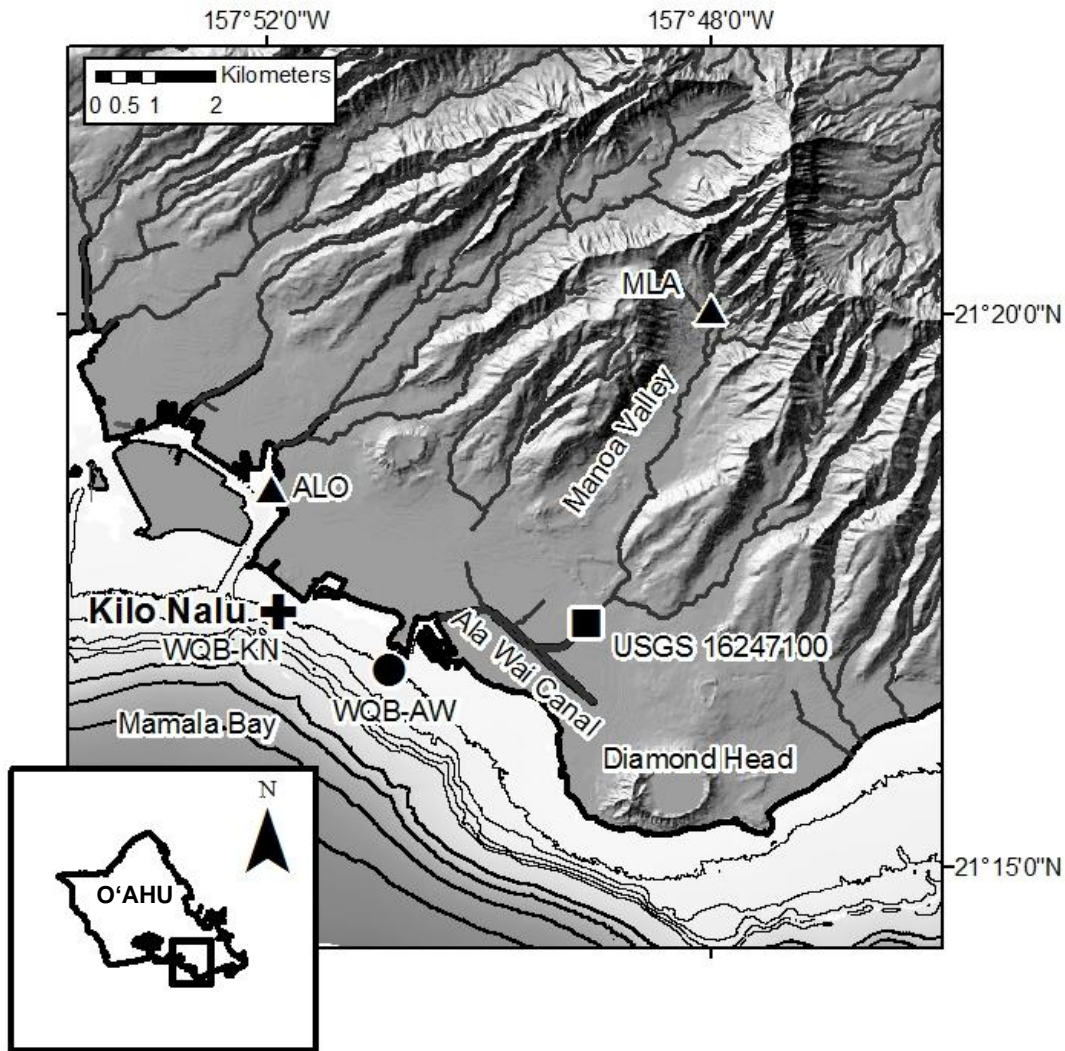 157°52'0"W
157°48'0"W
Kilometers
0 0.5 1 2
MLA
21°20'0"N
Manoa Valley
ALO
Kilo Nalu
WQB-KN
Ala Wai Canal
USGS 16247100
WQB-AW
Mamala Bay
Diamond Head
N
O‘AHU
21°15'0"N